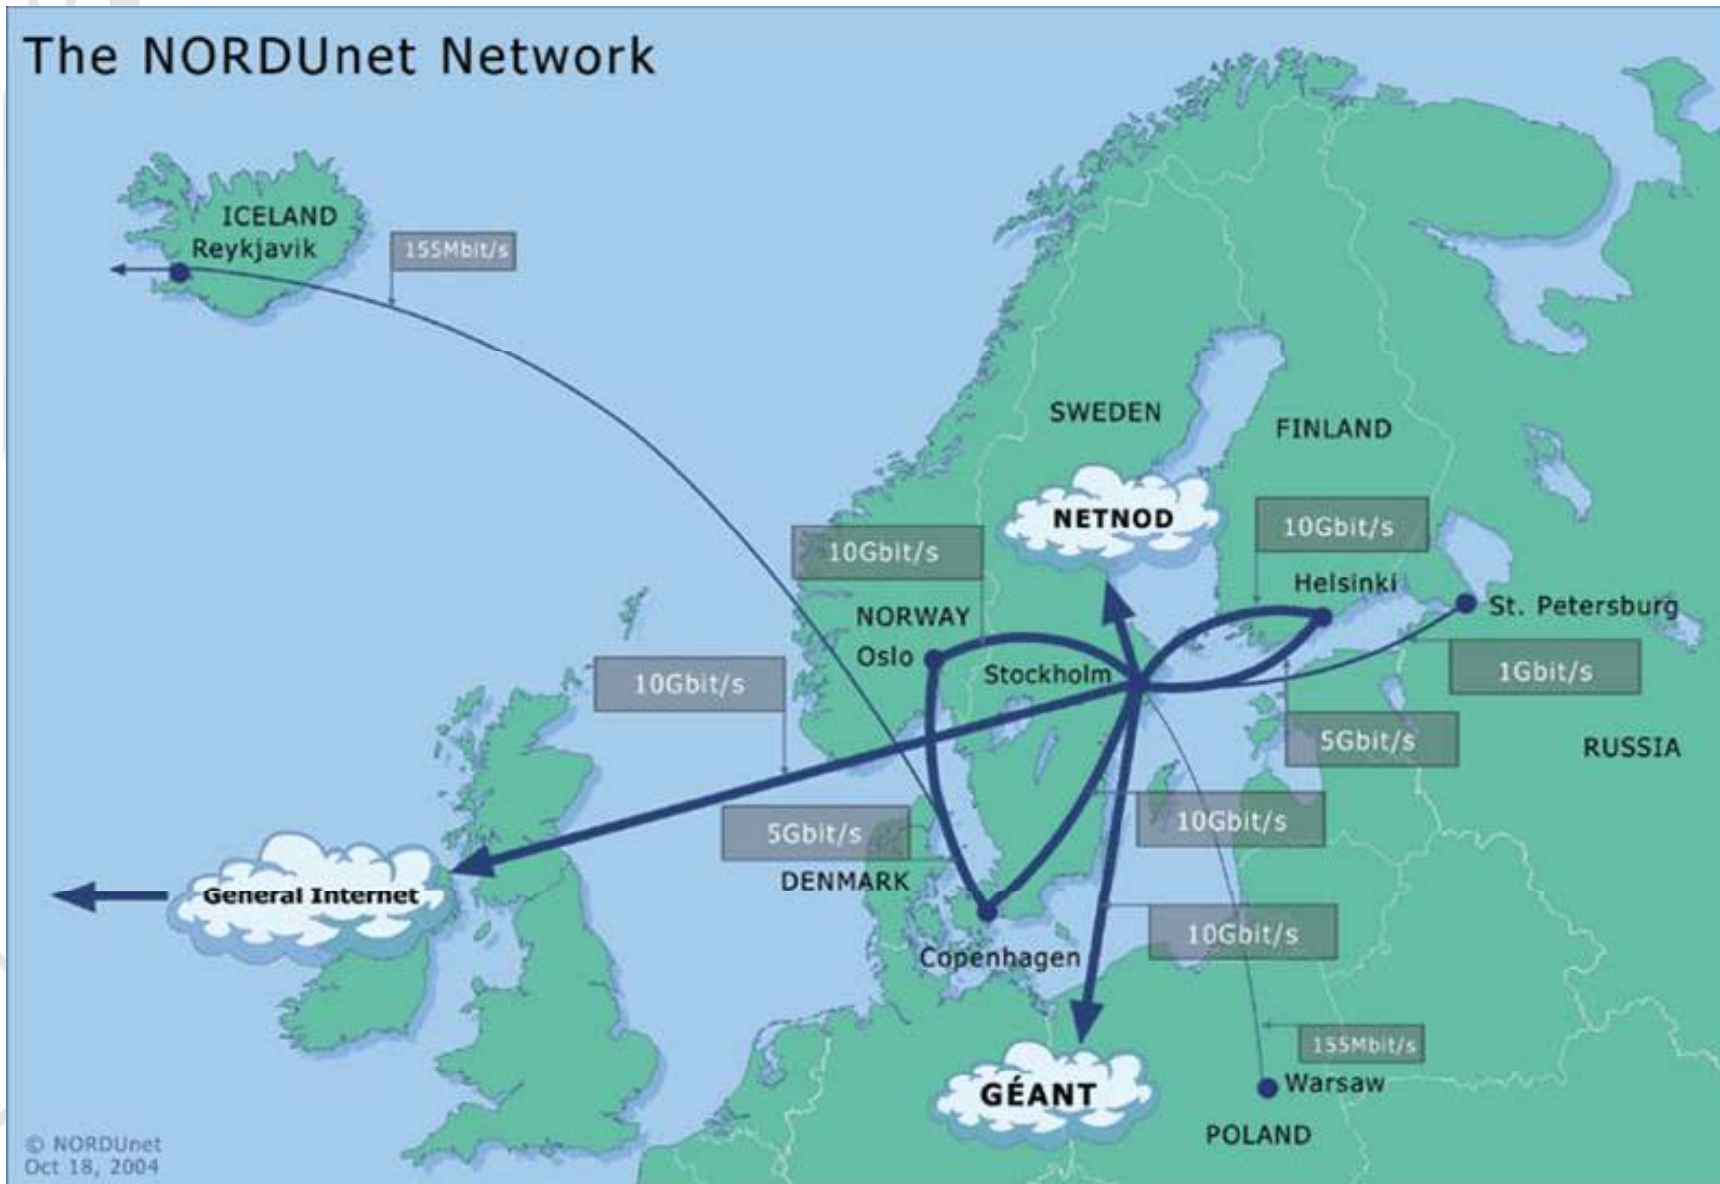 The NORDUnet Network
ICELAND
Reykjavik
155Mbit/s
SWEDEN
FINLAND
NETNOD
10Gbit/s
10Gbit/s
Helsinki
St. Petersburg
NORWAY
Oslo
Stockholm
10Gbit/s
1Gbit/s
5Gbit/s
RUSSIA
5Gbit/s
10Gbit/s
DENMARK
General Internet
10Gbit/s
Copenhagen
155Mbit/s
Warsaw
GÉANT
POLAND
© NORDUnet
Oct 18, 2004